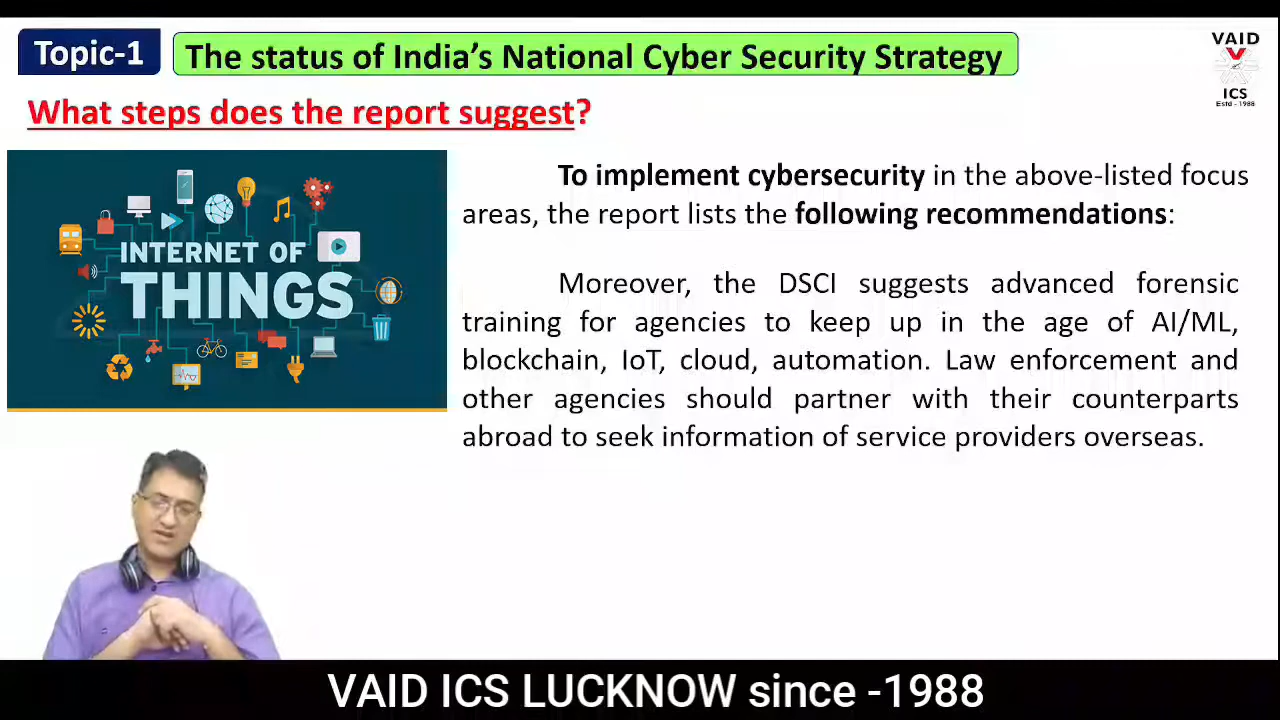 Topic-1
The status of India's National Cyber Security Strategy
VAID
V
ICS
Estd - 1988
What steps does the report suggest?
INTERNET OF
THINGS
To implement cybersecurity in the above-listed focus
areas, the report lists the following recommendations:
Moreover, the DSCI suggests advanced forensic
training for agencies to keep up in the age of AI/ML,
blockchain, IoT, cloud, automation. Law enforcement and
other agencies should partner with their counterparts
abroad to seek information of service providers overseas.
VAID ICS LUCKNOW since -1988